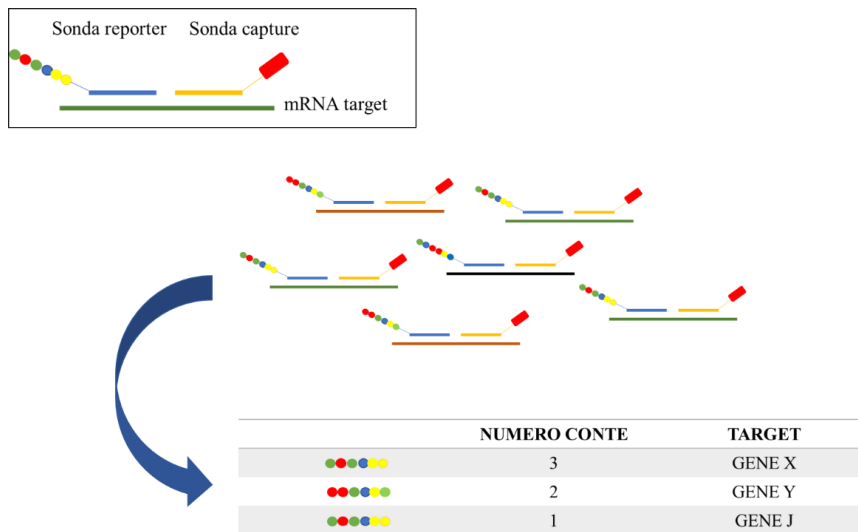 Sonda reporter Sonda capture
mRNA target
NUMERO CONTE TARGET
3 GENE X
2 GENE Y
1 GENE J